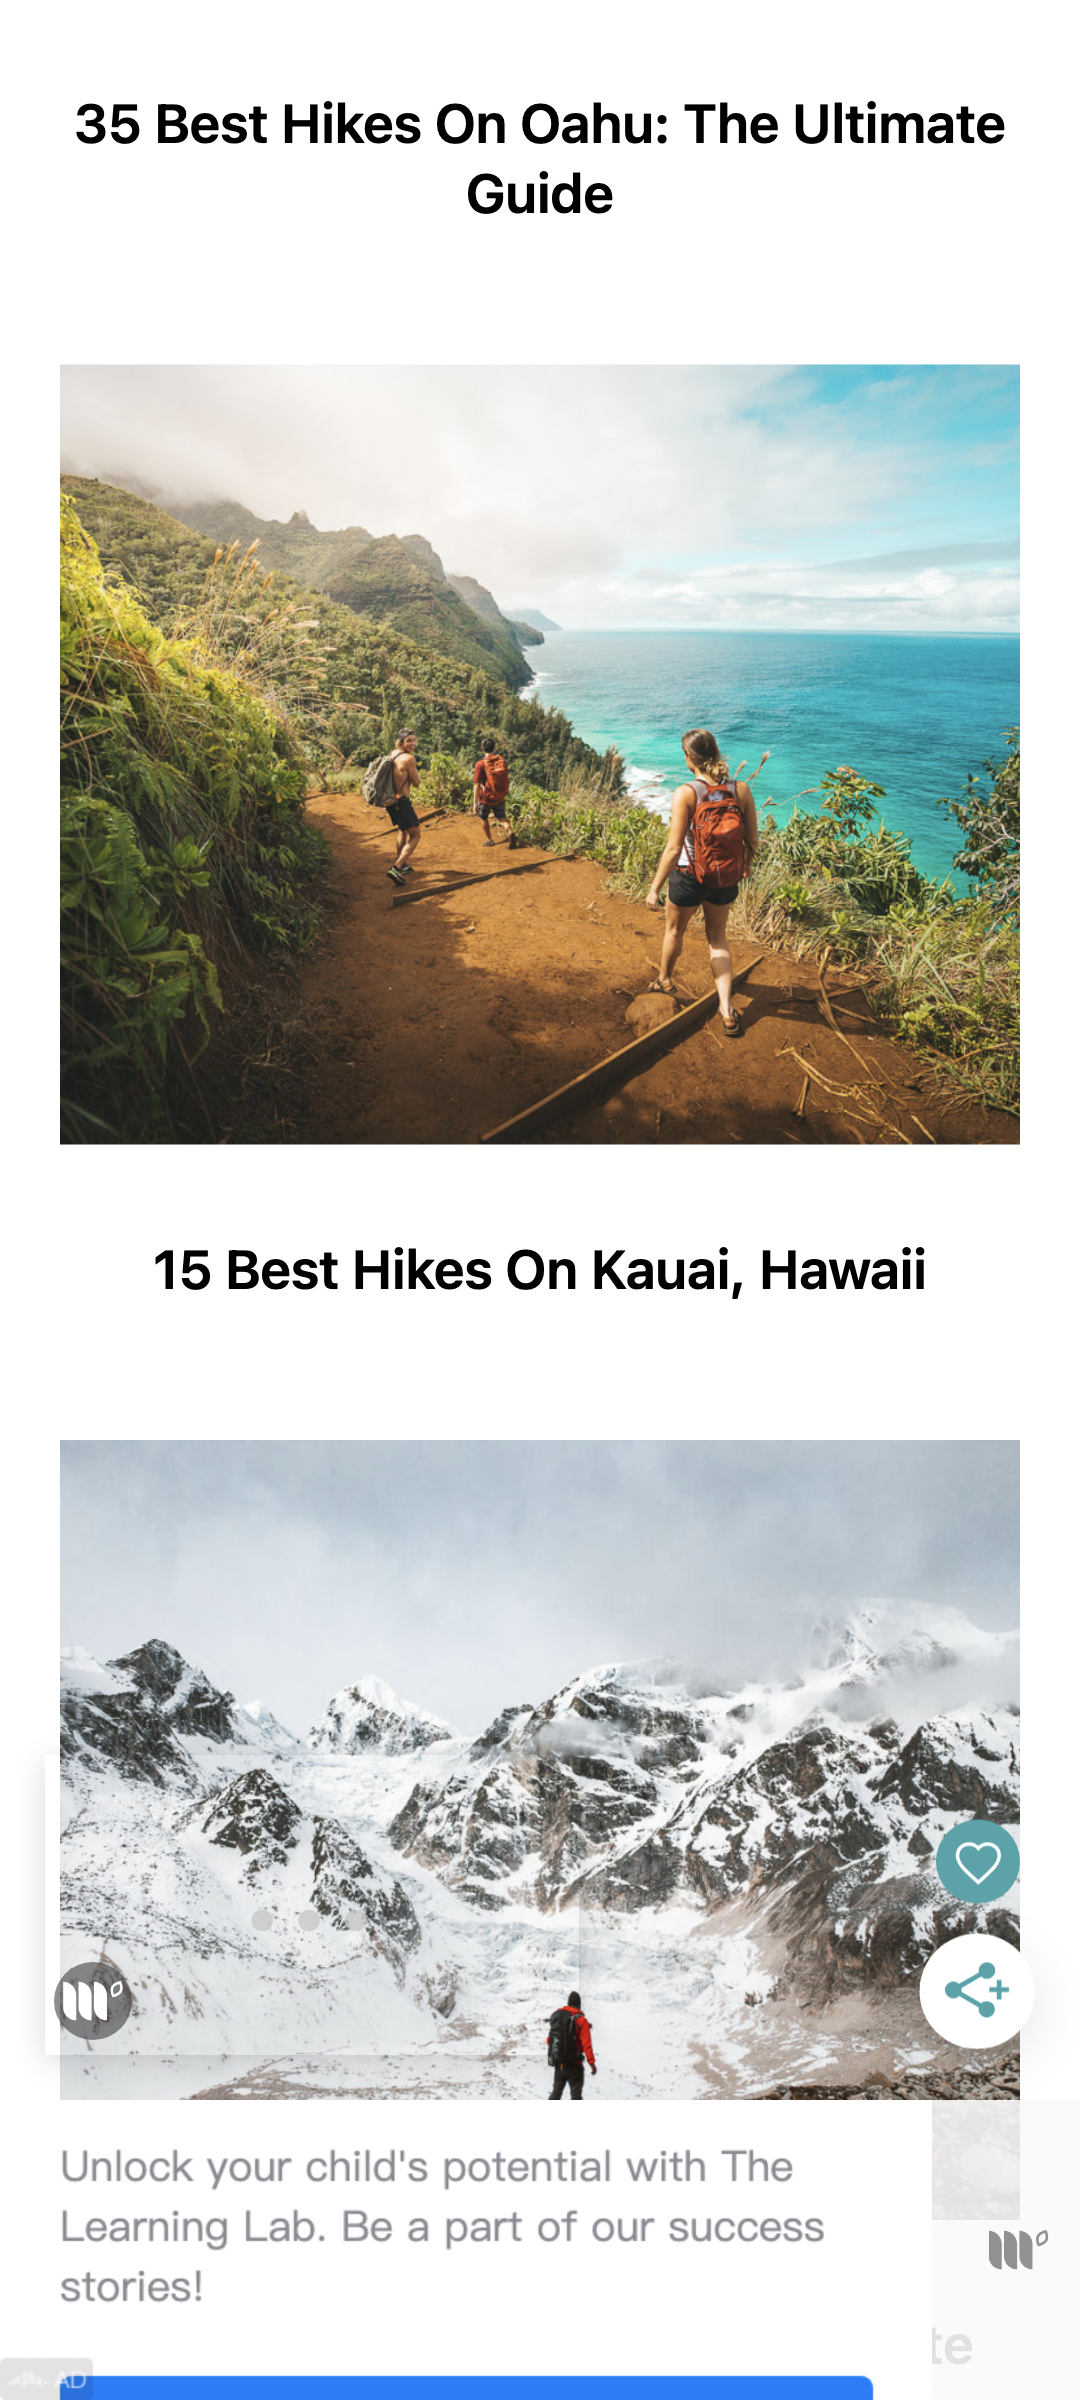 35 Best Hikes On Oahu: The Ultimate
Guide
15 Best Hikes On Kauai, Hawaii
Unlock your child's potential with The
Learning Lab. Be a part of our success
stories!
te
AD